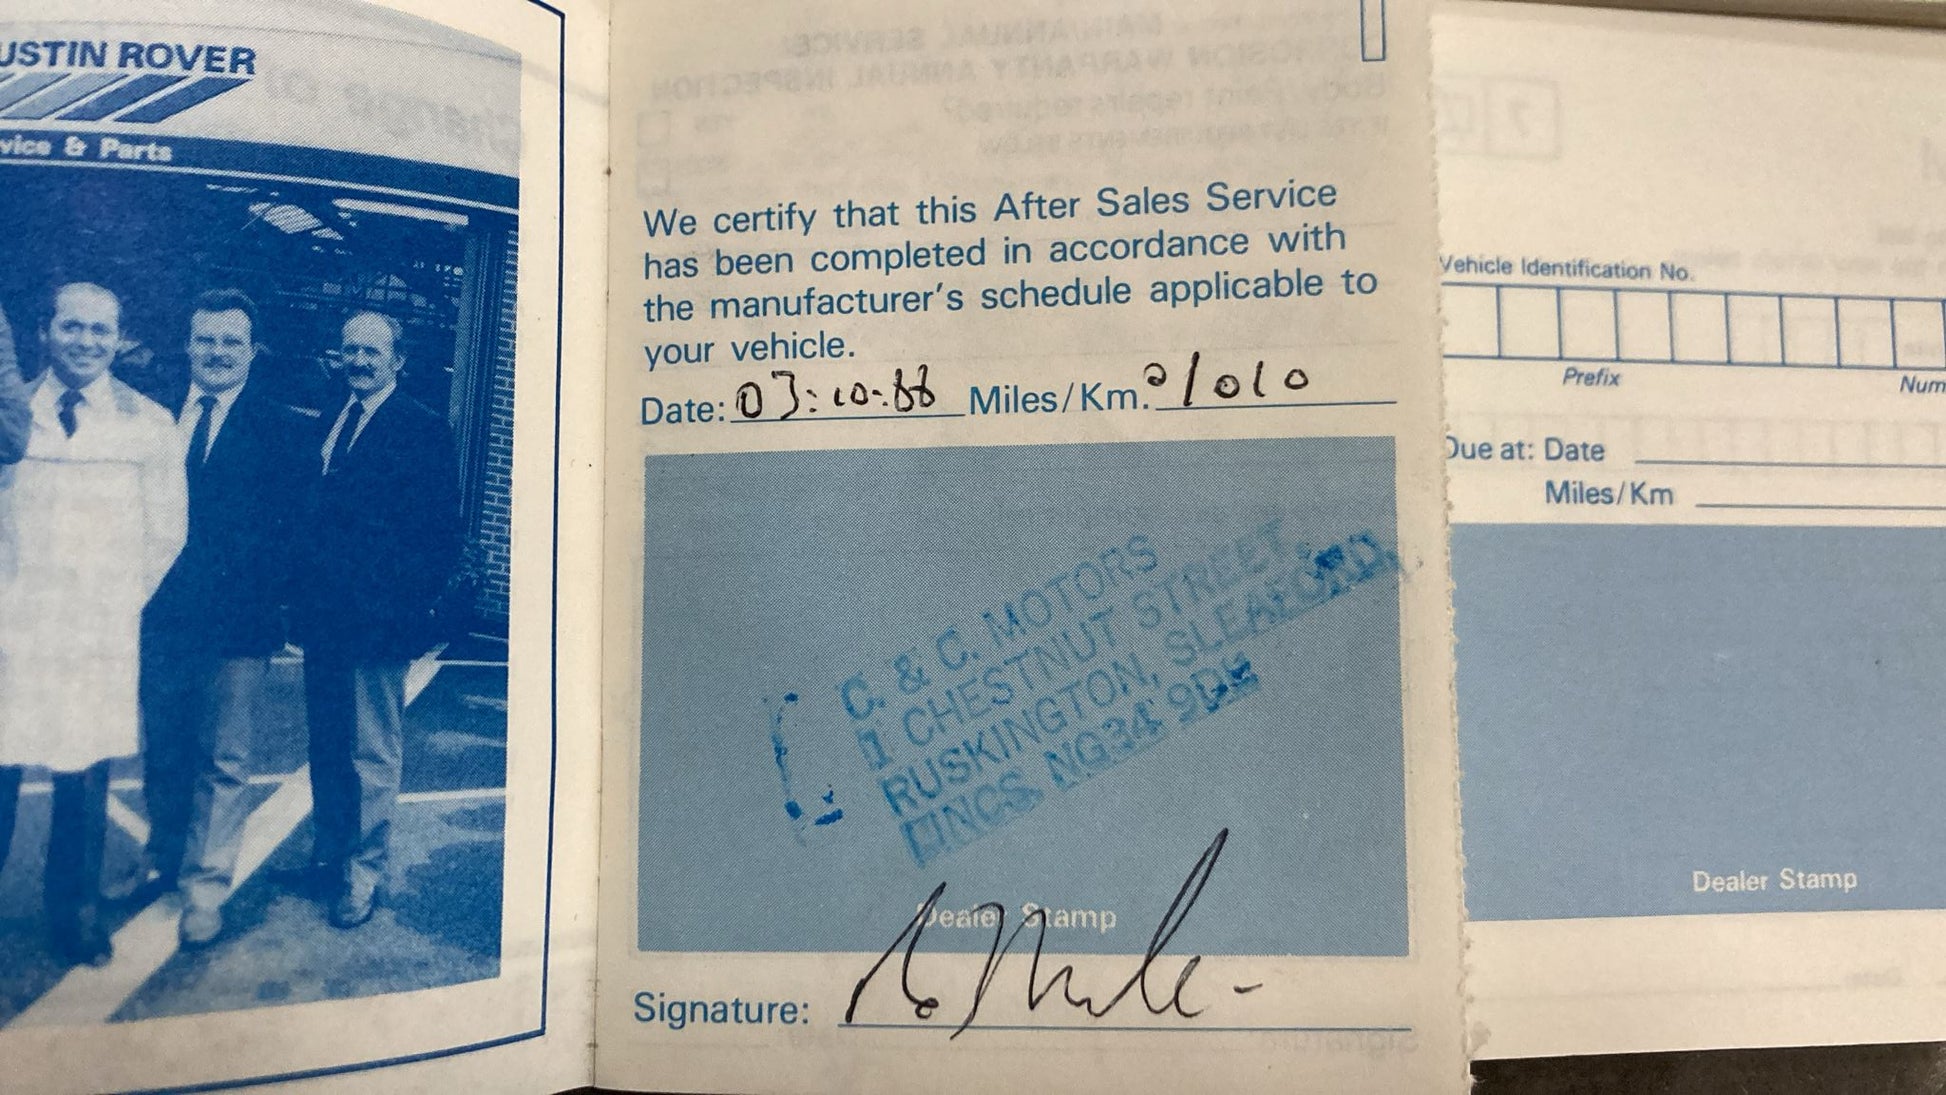 USTIN ROVER
vice & Parts
We certify that this After Sales Service
has been completed in accordance with
the manufacturer's schedule applicable to
your vehicle.
Date: 03:10:88 Miles/Km. 21010
C. & C. MOTORS
1 CHESTNUT STREET,
RUSKINGTON, SLEAFORD,
LINCS. NG34 9DS
Dealer Stamp
Signature:
Vehicle Identification No.
Prefix
Num
Due at: Date
Miles/Km
Dealer Stamp